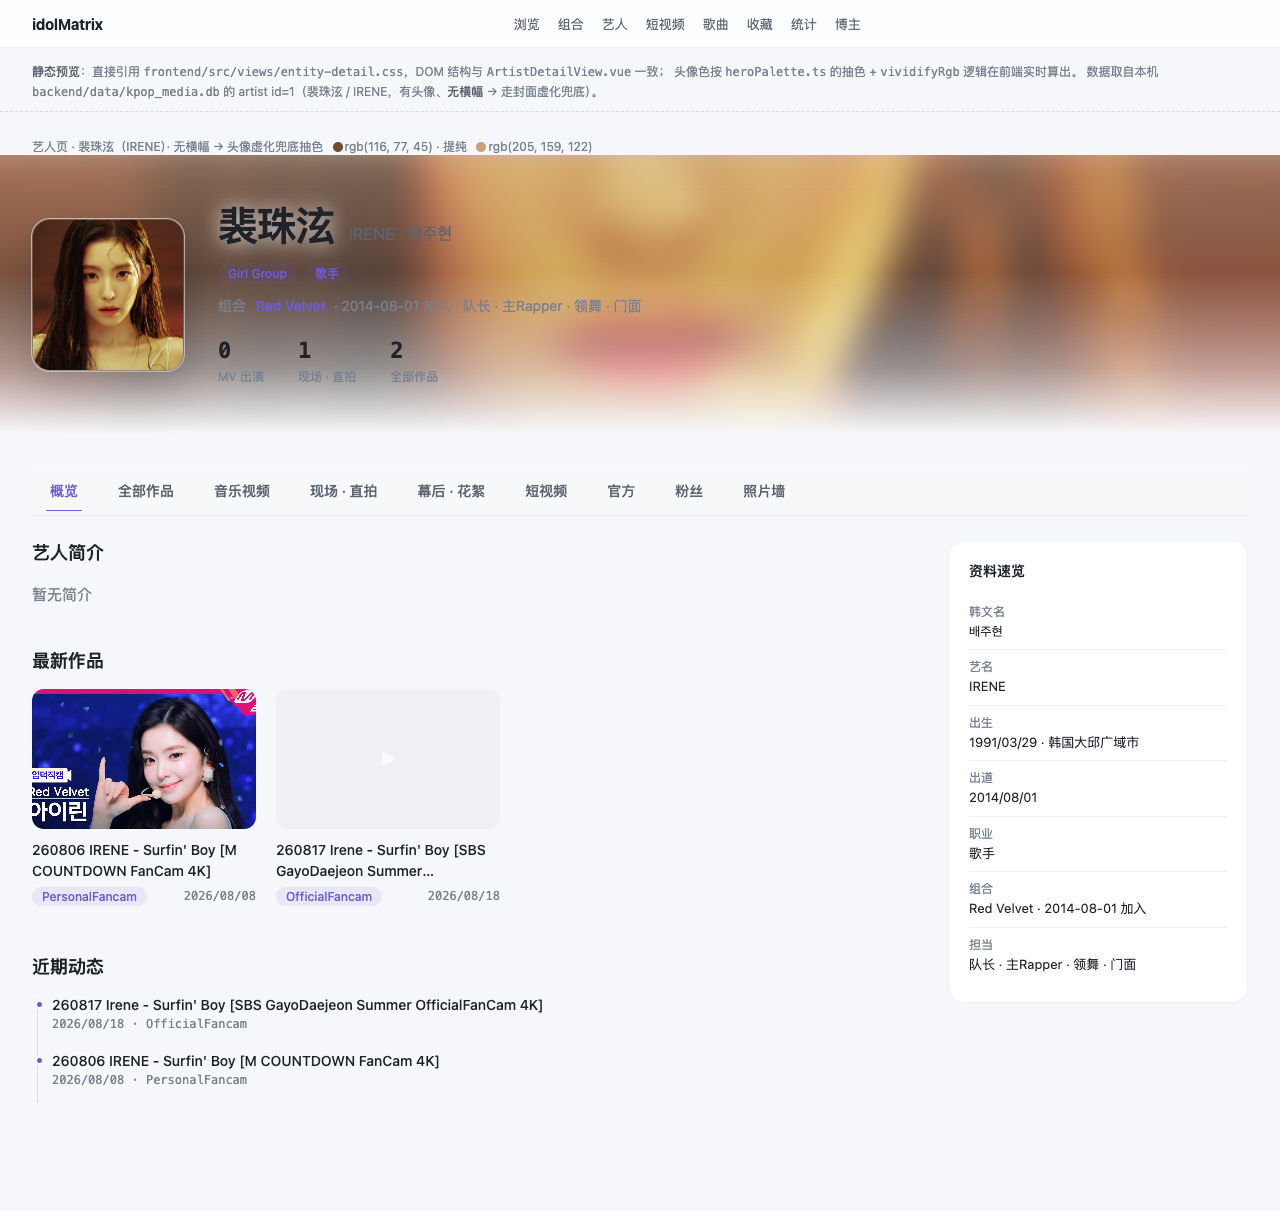 idolMatrix
浏览 组合 艺人 短视频 歌曲 收藏 统计 博主
静态预览：直接引用 frontend/src/views/entity-detail.css，DOM 结构与 ArtistDetailView.vue 一致； 头像色按 heroPalette.ts 的抽色 + vividifyRgb 逻辑在前端实时算出。 数据取自本机
backend/data/kpop_media.db 的 artist id=1（裴珠泫 / IRENE，有头像、无横幅 → 走封面虚化兜底）。
艺人页 · 裴珠泫（IRENE）· 无横幅 → 头像虚化兜底抽色 rgb(116, 77, 45) · 提纯 rgb(205, 159, 122)
裴珠泫 IRENE · 배주현
Girl Group 歌手
组合 Red Velvet · 2014-08-01 加入 · 队长 · 主Rapper · 领舞 · 门面
0 1 2
MV 出演 现场 · 直拍 全部作品
概览 全部作品 音乐视频 现场 · 直拍 幕后 · 花絮 短视频 官方 粉丝 照片墙
艺人简介
暂无简介
最新作品
입덕직캠
Red Velvet
아이린
260806 IRENE - Surfin' Boy [M
COUNTDOWN FanCam 4K]
PersonalFancam 2026/08/08
260817 Irene - Surfin' Boy [SBS
GayoDaejeon Summer...
OfficialFancam 2026/08/18
近期动态
260817 Irene - Surfin' Boy [SBS GayoDaejeon Summer OfficialFanCam 4K]
2026/08/18 · OfficialFancam
260806 IRENE - Surfin' Boy [M COUNTDOWN FanCam 4K]
2026/08/08 · PersonalFancam
资料速览
韩文名
배주현
艺名
IRENE
出生
1991/03/29 · 韩国大邱广域市
出道
2014/08/01
职业
歌手
组合
Red Velvet · 2014-08-01 加入
担当
队长 · 主Rapper · 领舞 · 门面